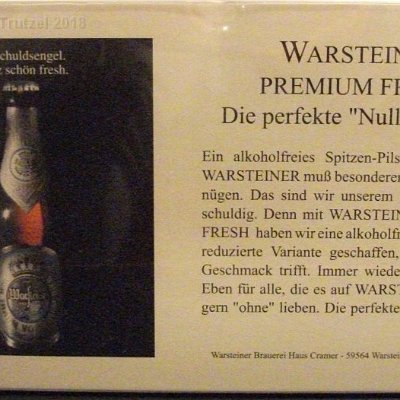 Trutzel 2018
schuldsengel.
z schön fresh.
WARSTEIN
PREMIUM FR
Die perfekte "Null
Ein alkoholfreies Spitzen-Pils
WARSTEINER muß besonderen
nügen. Das sind wir unserem
schuldig. Denn mit WARSTEIN
FRESH haben wir eine alkoholfr
reduzierte Variante geschaffen,
Geschmack trifft. Immer wiede
Eben für alle, die es auf WARST
gern "ohne" lieben. Die perfekte
Warsteiner Brauerei Haus Cramer - 59564 Warstei